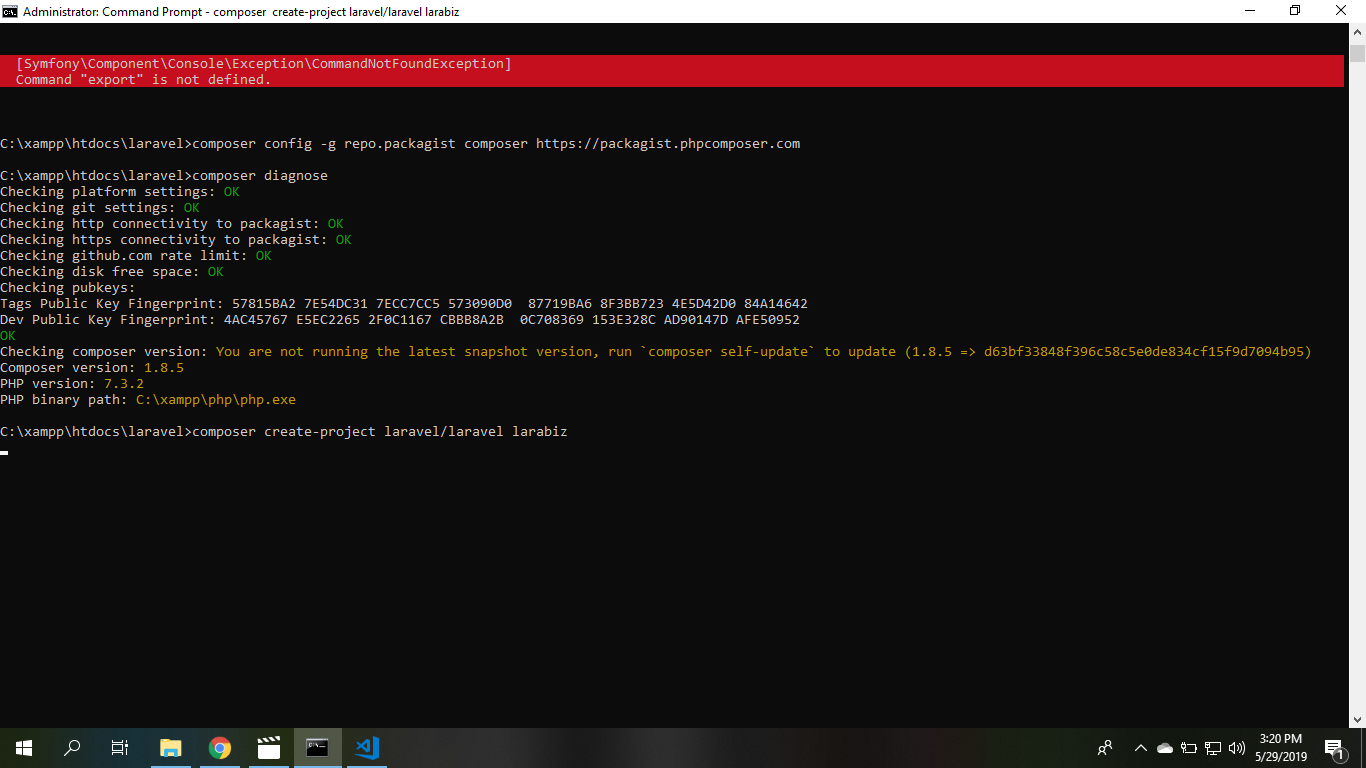 Administrator: Command Prompt - composer  create-project laravel/laravel larabiz
[Symfony\Component\Console\Exception\CommandNotFoundException]
Command "export" is not defined.
C:\xampp\htdocs\laravel>composer config -g repo.packagist composer https://packagist.phpcomposer.com
C:\xampp\htdocs\laravel>composer diagnose
Checking platform settings: OK
Checking git settings: OK
Checking http connectivity to packagist: OK
Checking https connectivity to packagist: OK
Checking github.com rate limit: OK
Checking disk free space: OK
Checking pubkeys:
Tags Public Key Fingerprint: 57815BA2 7E54DC31 7ECC7CC5 573090D0  87719BA6 8F3BB723 4E5D42D0 84A14642
Dev Public Key Fingerprint: 4AC45767 E5EC2265 2F0C1167 CBBB8A2B  0C708369 153E328C AD90147D AFE50952
OK
Checking composer version: You are not running the latest snapshot version, run `composer self-update` to update (1.8.5 => d63bf33848f396c58c5e0de834cf15f9d7094b95)
Composer version: 1.8.5
PHP version: 7.3.2
PHP binary path: C:\xampp\php\php.exe
C:\xampp\htdocs\laravel>composer create-project laravel/laravel larabiz
3:20 PM
5/29/2019
1